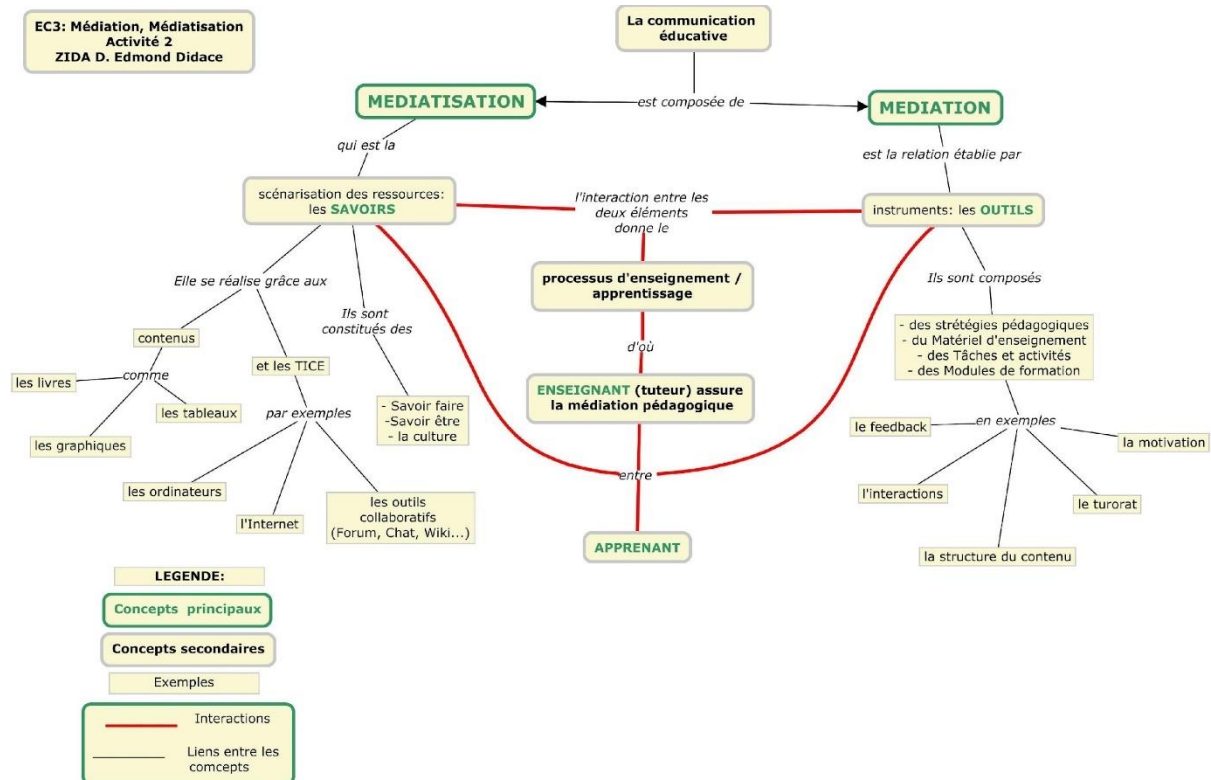 EC3: Médiation, Médiatisation
Activité 2
ZIDA D. Edmond Didace
La communication
éducative
MEDIATISATION
est composée de
MEDIATION
qui est la
est la relation établie par
scénarisation des ressources:
les SAVOIRS
l'interaction entre les
deux éléments
donne le
instruments: les OUTILS
Elle se réalise grâce aux
Ils sont
constitués des
processus d'enseignement /
apprentissage
Ils sont composés
contenus
et les TICE
d'où
- des strétégies pédagogiques
- du Matériel d'enseignement
- des Tâches et activités
- des Modules de formation
les livres
comme
les tableaux
les graphiques
par exemples
- Savoir faire
-Savoir être
- la culture
ENSEIGNANT (tuteur) assure
la médiation pédagogique
le feedback
en exemples
la motivation
les ordinateurs
l'Internet
les outils
collaboratifs
(Forum, Chat, Wiki...)
entre
l'interactions
le turorat
la structure du contenu
APPRENANT
LEGENDE:
Concepts principaux
Concepts secondaires
Exemples
Interactions
Liens entre les
comcepts